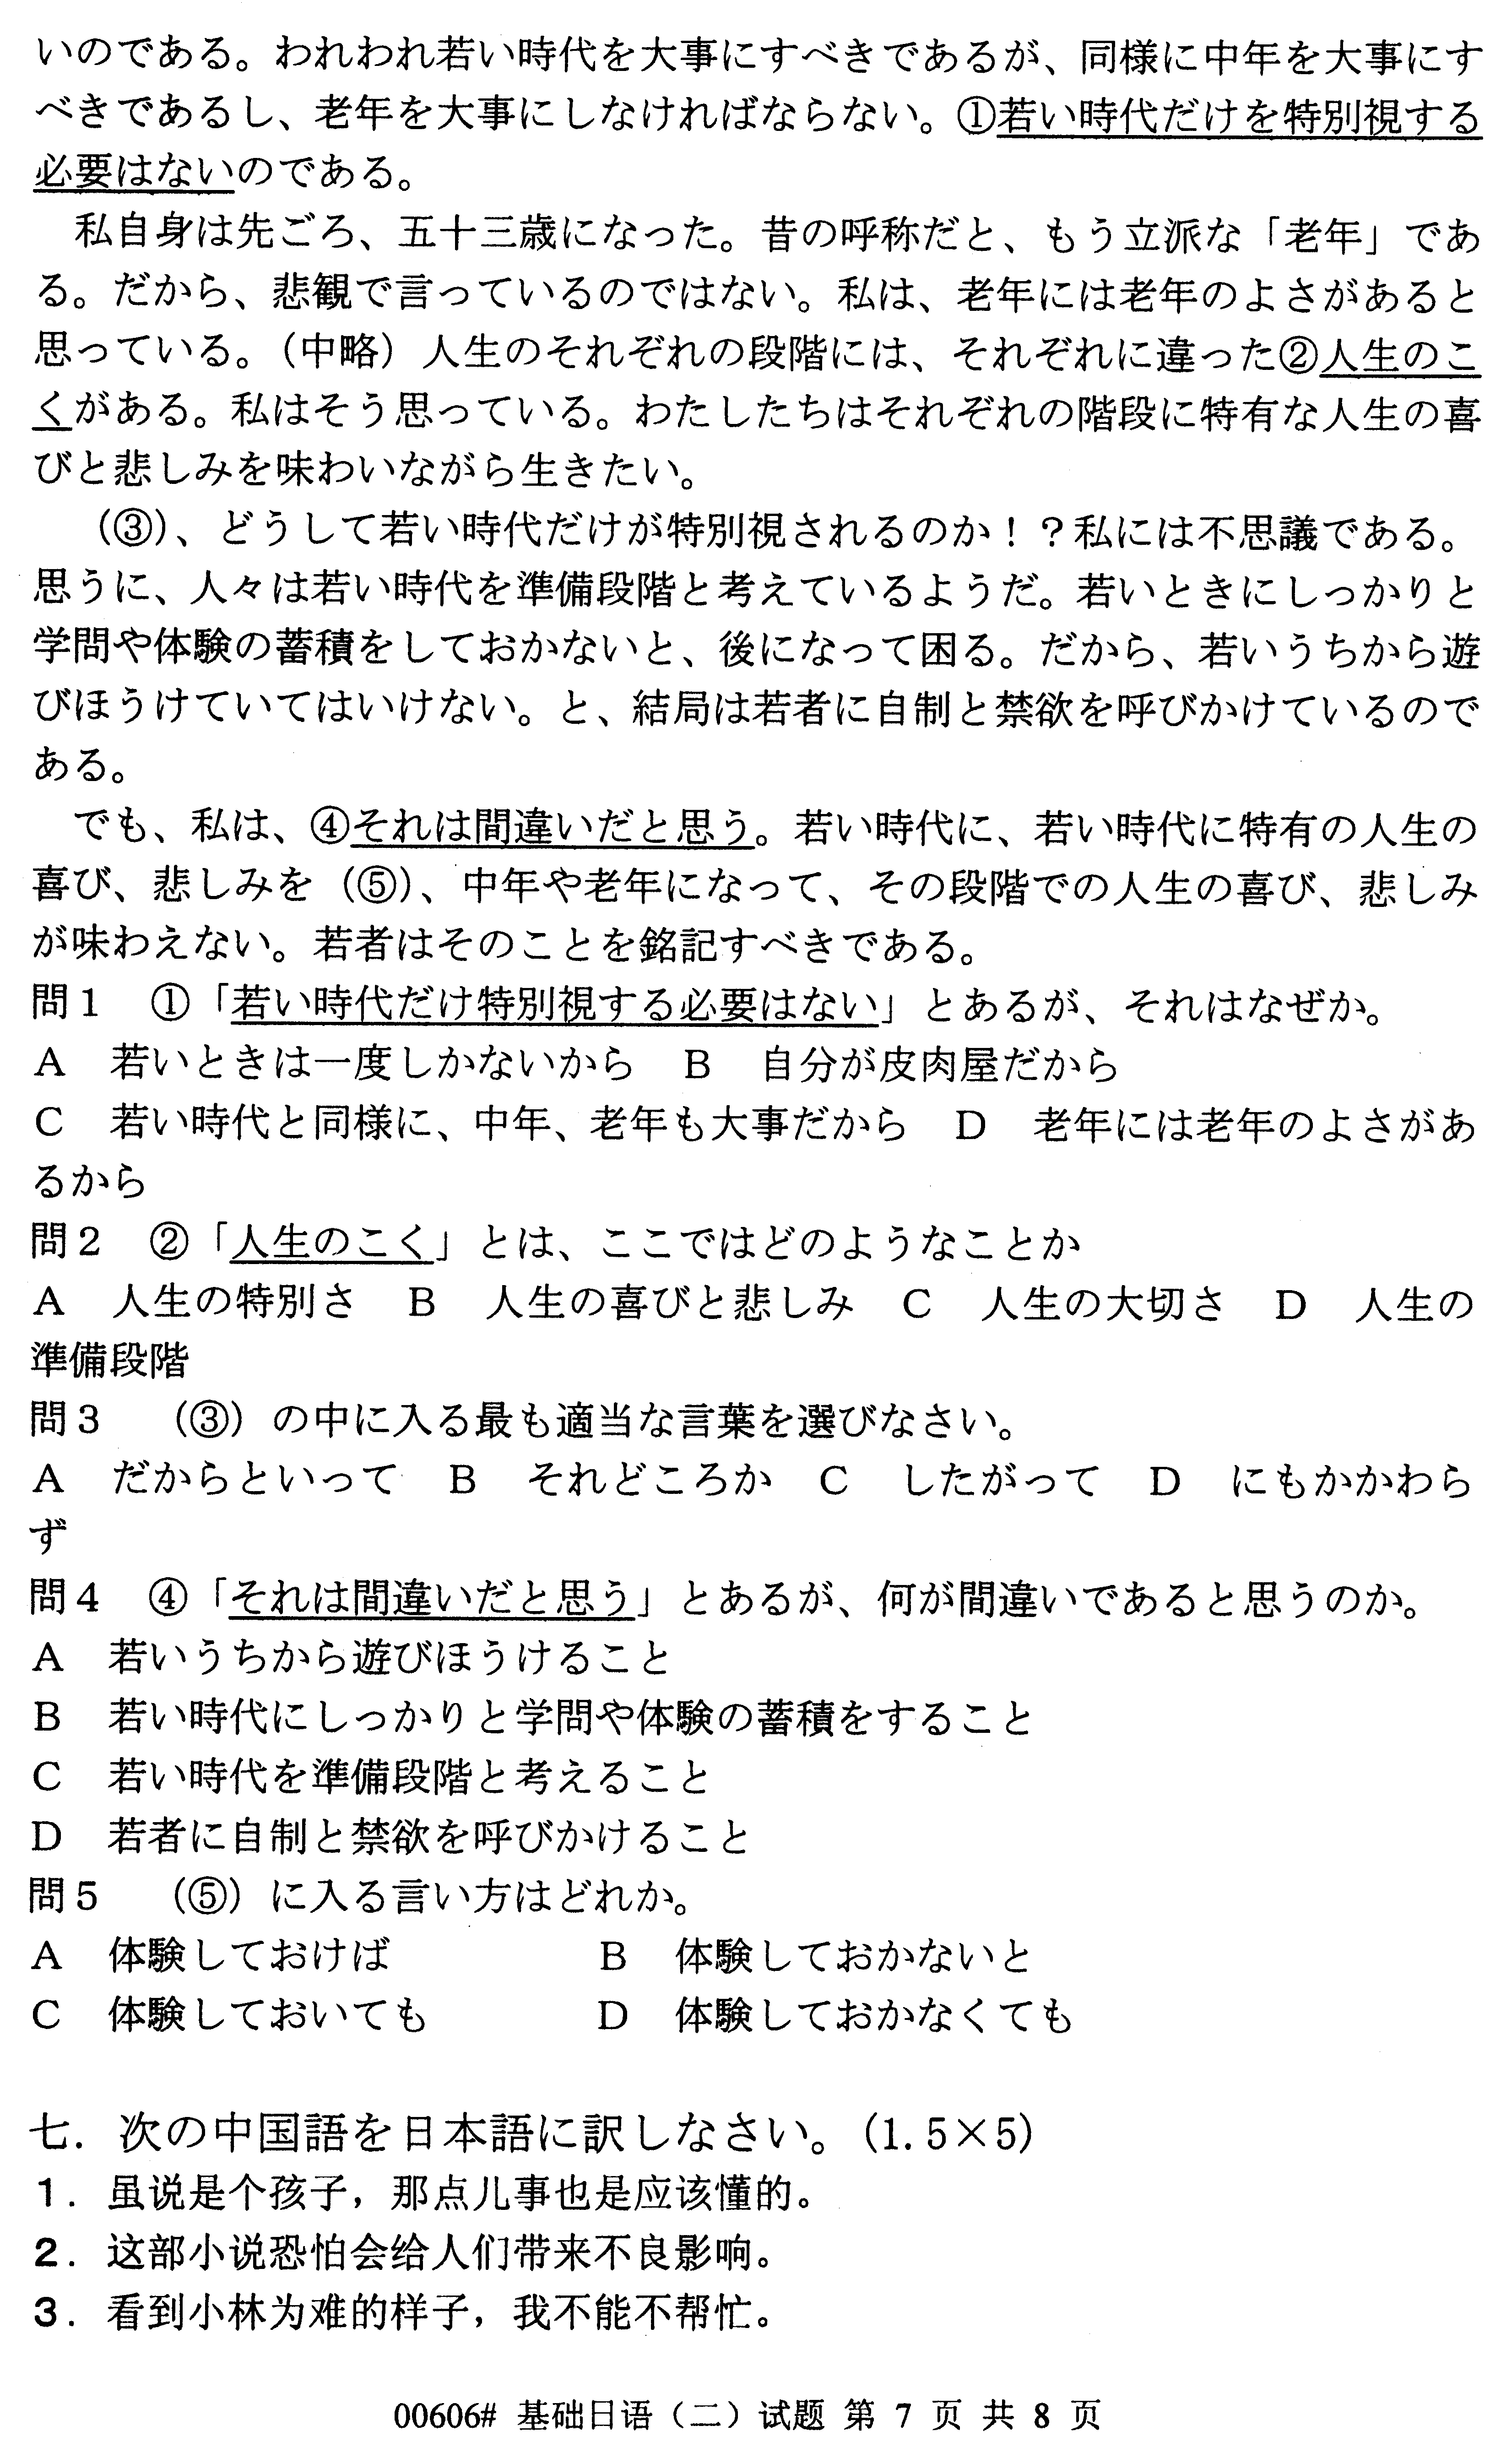 いのである。われわれ若い時代を大事にすべきであるが、同様に中年を大事にす
べきであるし、老年を大事にしなければならない。①若い時代だけを特別視する
必要はないのである。
私自身は先ごろ、五十三歳になった。昔の呼称だと、もう立派な「老年」であ
る。だから、悲観で言っているのではない。私は、老年には老年のよさがあると
思っている。（中略）人生のそれぞれの段階には、それぞれに違った②人生のこ
くがある。私はそう思っている。わたしたちはそれぞれの階段に特有な人生の喜
びと悲しみを味わいながら生きたい。
（③）、どうして若い時代だけが特別視されるのか！？私には不思議である。
思うに、人々は若い時代を準備段階と考えているようだ。若いときにしっかりと
学問や体験の蓄積をしておかないと、後になって困る。だから、若いうちから遊
びほうけていてはいけない。と、結局は若者に自制と禁欲を呼びかけているので
ある。
でも、私は、④それは間違いだと思う。若い時代に、若い時代に特有の人生の
喜び、悲しみを（⑤）、中年や老年になって、その段階での人生の喜び、悲しみ
が味わえない。若者はそのことを銘記すべきである。
問１　①「若い時代だけ特別視する必要はない」とあるが、それはなぜか。
A　若いときは一度しかないから　B　自分が皮肉屋だから
C　若い時代と同様に、中年、老年も大事だから　D　老年には老年のよさがあ
るから
問２　②「人生のこく」とは、ここではどのようなことか
A　人生の特別さ　B　人生の喜びと悲しみ　C　人生の大切さ　D　人生の
準備段階
問３　（③）の中に入る最も適当な言葉を選びなさい。
A　だからといって　B　それどころか　C　したがって　D　にもかかわら
ず
問４　④「それは間違いだと思う」とあるが、何が間違いであると思うのか。
A　若いうちから遊びほうけること
B　若い時代にしっかりと学問や体験の蓄積をすること
C　若い時代を準備段階と考えること
D　若者に自制と禁欲を呼びかけること
問５　（⑤）に入る言い方はどれか。
A　体験しておけば　B　体験しておかないと
C　体験しておいても　D　体験しておかなくても
七．次の中国語を日本語に訳しなさい。(1.5×5)
1．虽说是个孩子，那点儿事也是应该懂的。
2．这部小说恐怕会给人们带来不良影响。
3．看到小林为难的样子，我不能不帮忙。
00606# 基础日语（二）试题 第 7 页 共 8 页